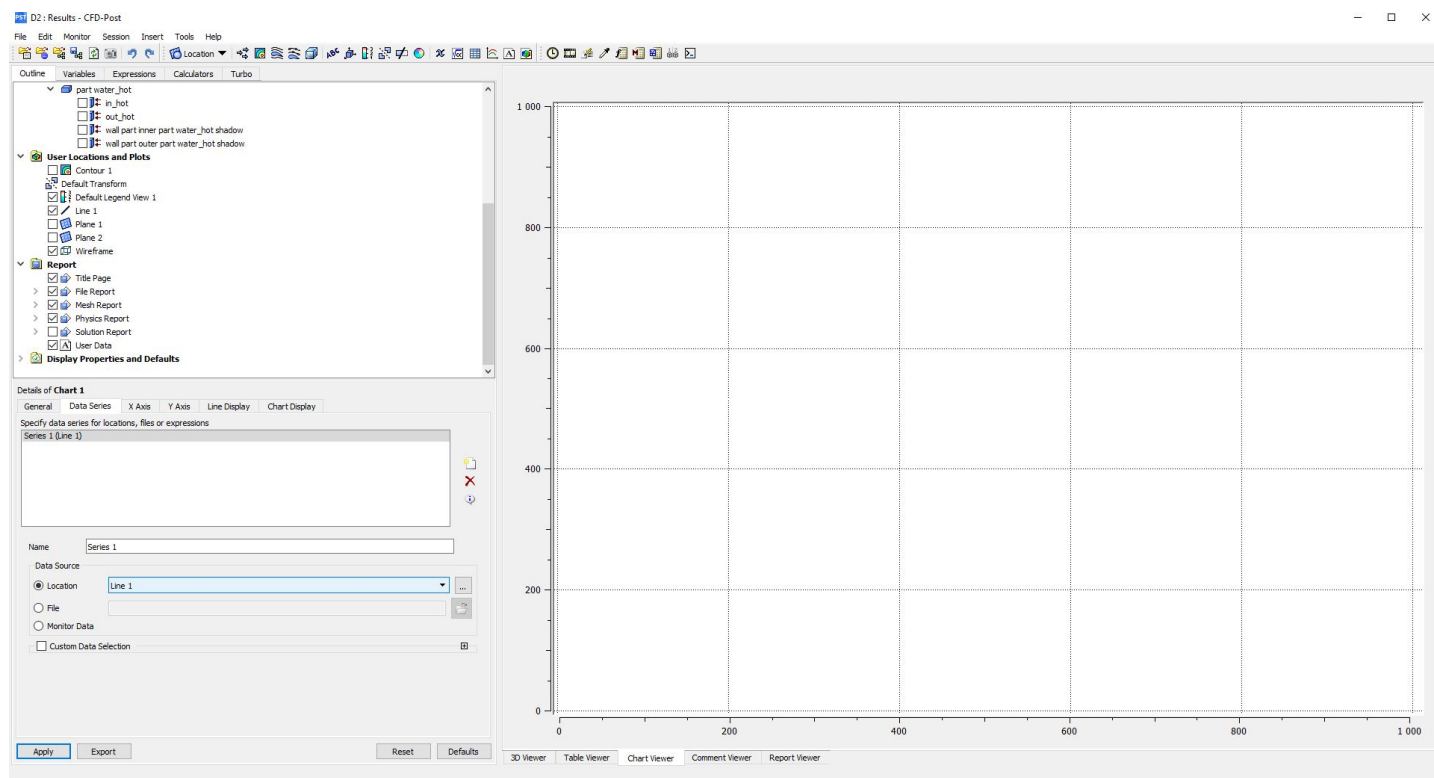 PST D2 : Results - CFD-Post
File Edit Monitor Session Insert Tools Help
Location
Outline Variables Expressions Calculators Turbo
part water_hot
in_hot
out_hot
wall part inner part water_hot shadow
wall part outer part water_hot shadow
User Locations and Plots
Contour 1
Default Transform
Default Legend View 1
Line 1
Plane 1
Plane 2
Wireframe
Report
Title Page
File Report
Mesh Report
Physics Report
Solution Report
A User Data
Display Properties and Defaults
Details of Chart 1
General Data Series X Axis Y Axis Line Display Chart Display
Specify data series for locations, files or expressions
Series 1 (Line 1)
Name Series 1
Data Source
Location Line 1 ...
File
Monitor Data
Custom Data Selection
Apply Export Reset Defaults
1 000
800
600
400
200
0
0 200 400 600 800 1 000
3D Viewer Table Viewer Chart Viewer Comment Viewer Report Viewer